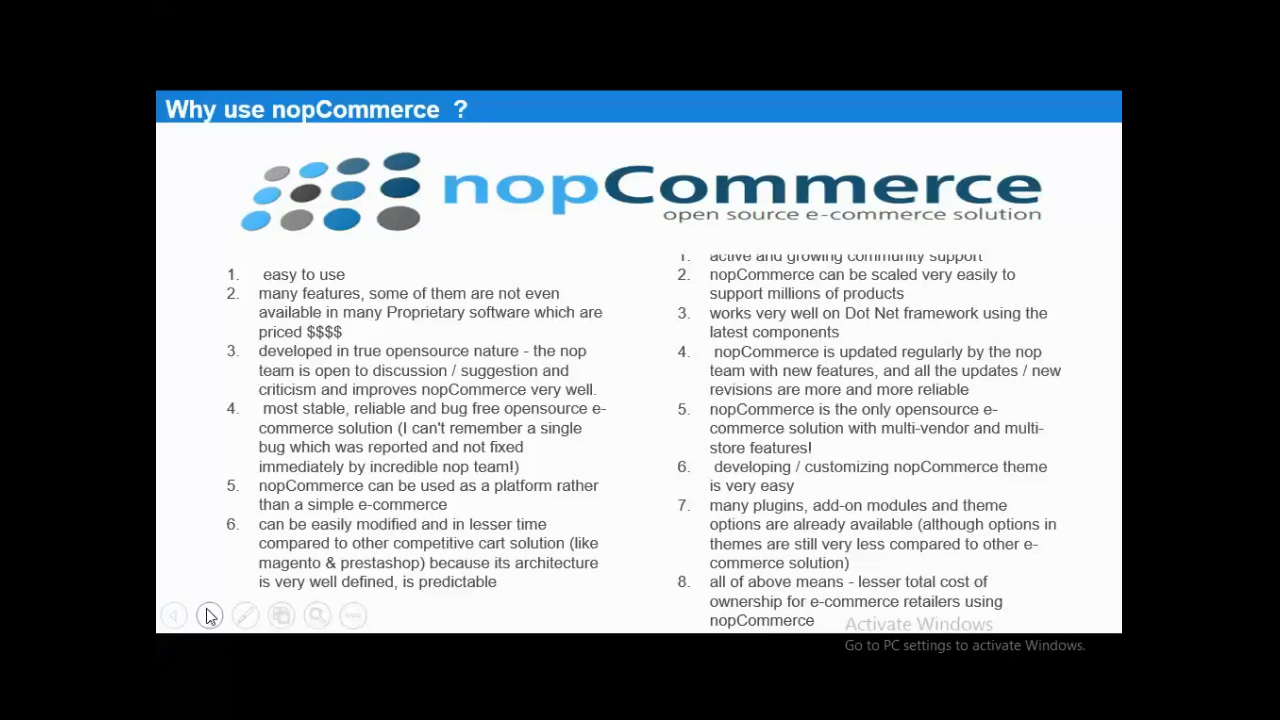 Why use nopCommerce ?
nopCommerce
open source e-commerce solution
1. easy to use
2. many features, some of them are not even
available in many Proprietary software which are
priced $$$$
3. developed in true opensource nature - the nop
team is open to discussion / suggestion and
criticism and improves nopCommerce very well.
4. most stable, reliable and bug free opensource e-
commerce solution (I can't remember a single
bug which was reported and not fixed
immediately by incredible nop team!)
5. nopCommerce can be used as a platform rather
than a simple e-commerce
6. can be easily modified and in lesser time
compared to other competitive cart solution (like
magento & prestashop) because its architecture
is very well defined, is predictable
1. active and growing community support
2. nopCommerce can be scaled very easily to
support millions of products
3. works very well on Dot Net framework using the
latest components
4. nopCommerce is updated regularly by the nop
team with new features, and all the updates / new
revisions are more and more reliable
5. nopCommerce is the only opensource e-
commerce solution with multi-vendor and multi-
store features!
6. developing / customizing nopCommerce theme
is very easy
7. many plugins, add-on modules and theme
options are already available (although options in
themes are still very less compared to other e-
commerce solution)
8. all of above means - lesser total cost of
ownership for e-commerce retailers using
nopCommerce
Activate Windows
Go to PC settings to activate Windows.